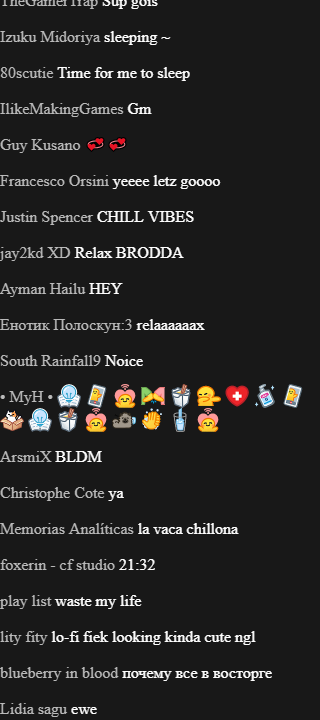 TheGamerTrap Sup gois
Izuku Midoriya sleeping ~
80scutie Time for me to sleep
IlikeMakingGames Gm
Guy Kusano 💞 💞
Francesco Orsini yeeee letz goooo
Justin Spencer CHILL VIBES
jay2kd XD Relax BRODDA
Ayman Hailu HEY
Енотик Полоскун:3 relaaaaaax
South Rainfall9 Noice
• MyH •
ArsmiX BLDM
Christophe Cote ya
Memorias Analíticas la vaca chillona
foxerin - cf studio 21:32
play list waste my life
lity fity lo-fi fiek looking kinda cute ngl
blueberry in blood почему все в восторге
Lidia sagu ewe